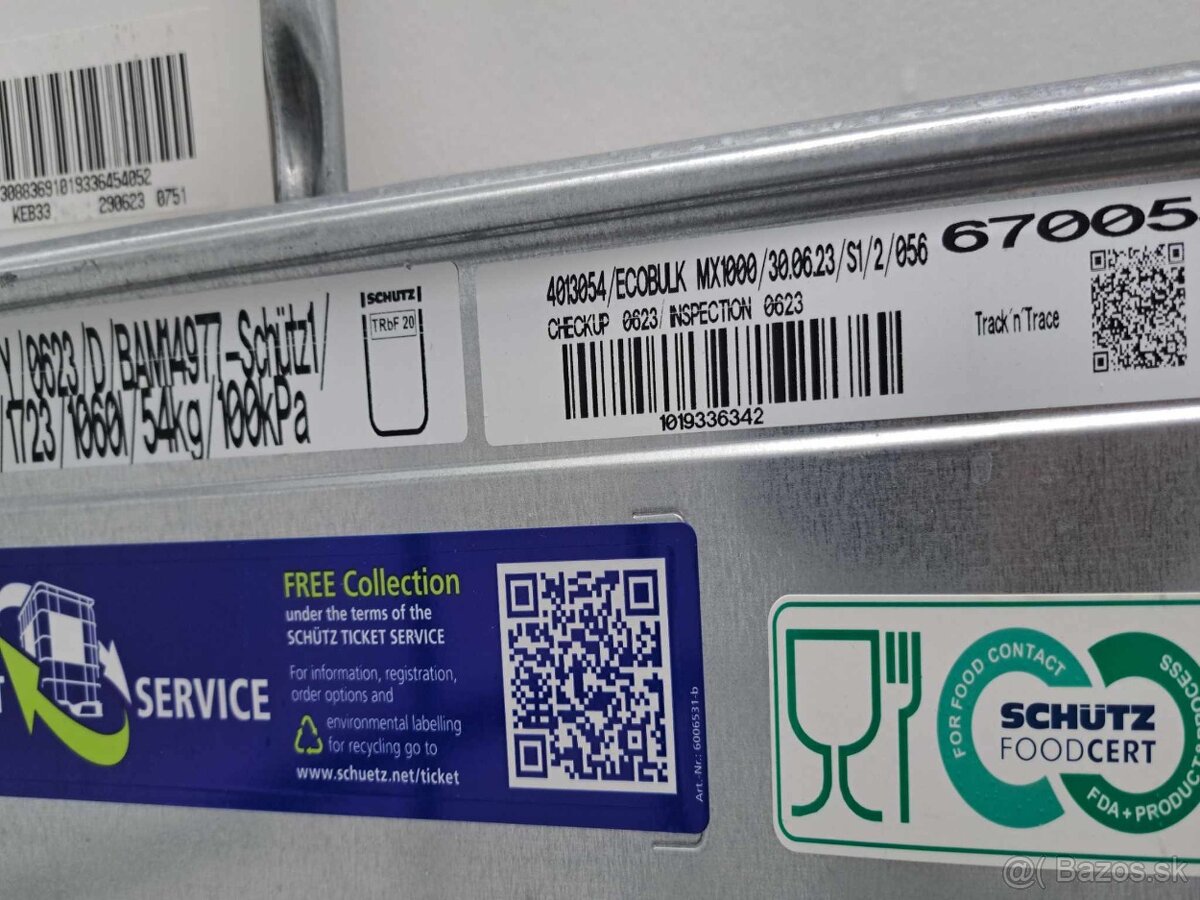 30083691019336454052
KEB33 290623 0751
4013054/ECOBULK MX1000/30.06.23/S1/2/056 67005
CHECKUP 0623/INSPECTION 0623
1019336342
Track'n'Trace
Y/0623/D/BAM14977-Schütz1/
/1723/1060l/54kg/100kPa
SCHÜTZ
TRbF 20
SERVICE
FREE Collection
under the terms of the
SCHÜTZ TICKET SERVICE
For information, registration,
order options and
environmental labelling
for recycling go to
www.schuetz.net/ticket
Art.-Nr.: 6006531-b
FOR FOOD CONTACT
SCHÜTZ
FOODCERT
FDA+PRODUCT
@( Bazos.sk